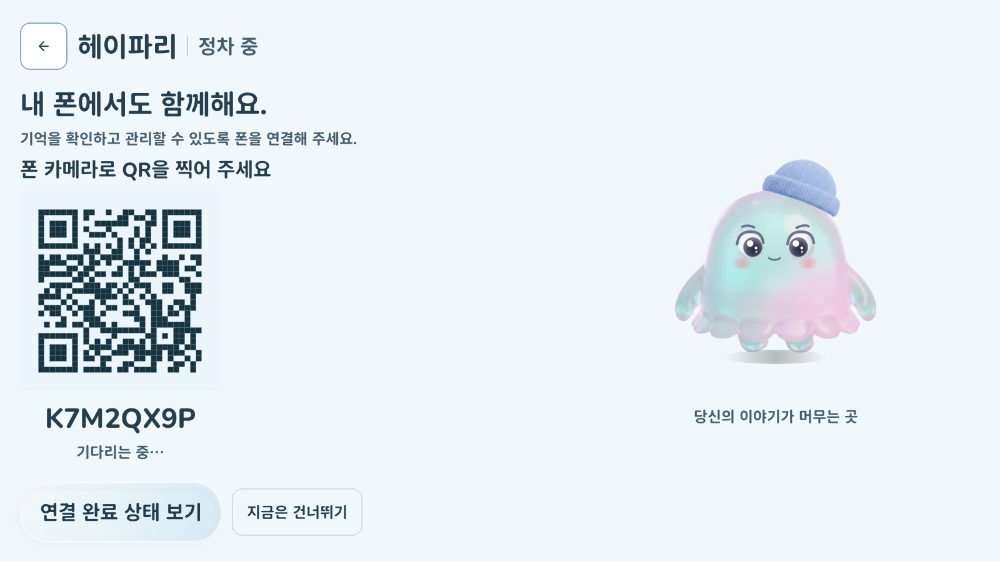 헤이파리
정차 중
내 폰에서도 함께해요.
기억을 확인하고 관리할 수 있도록 폰을 연결해 주세요.
폰 카메라로 QR을 찍어 주세요
K7M2QX9P
기다리는 중…
연결 완료 상태 보기
지금은 건너뛰기
당신의 이야기가 머무는 곳